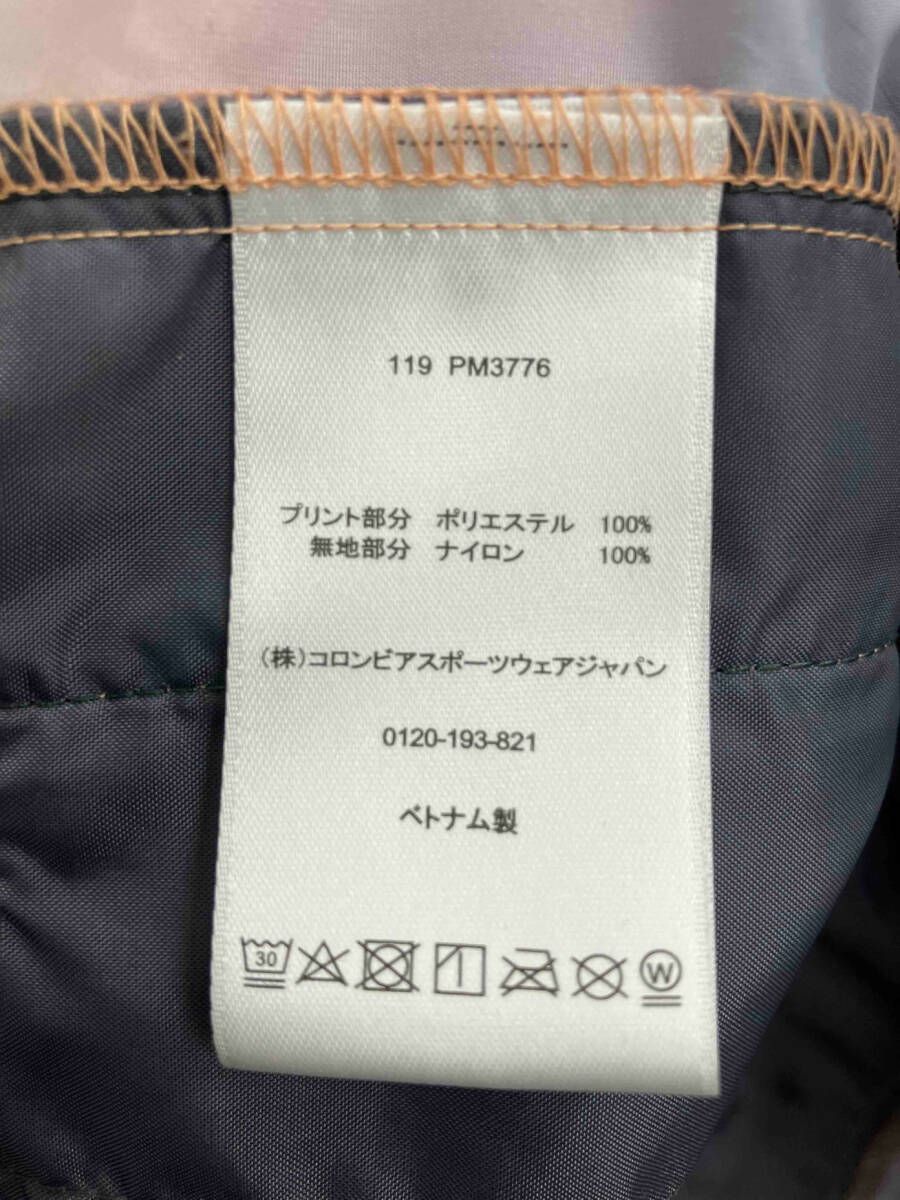 119 PM3776
プリント部分 ポリエステル 100%
無地部分 ナイロン 100%
(株)コロンビアスポーツウェアジャパン
0120-193-821
ベトナム製
30 W